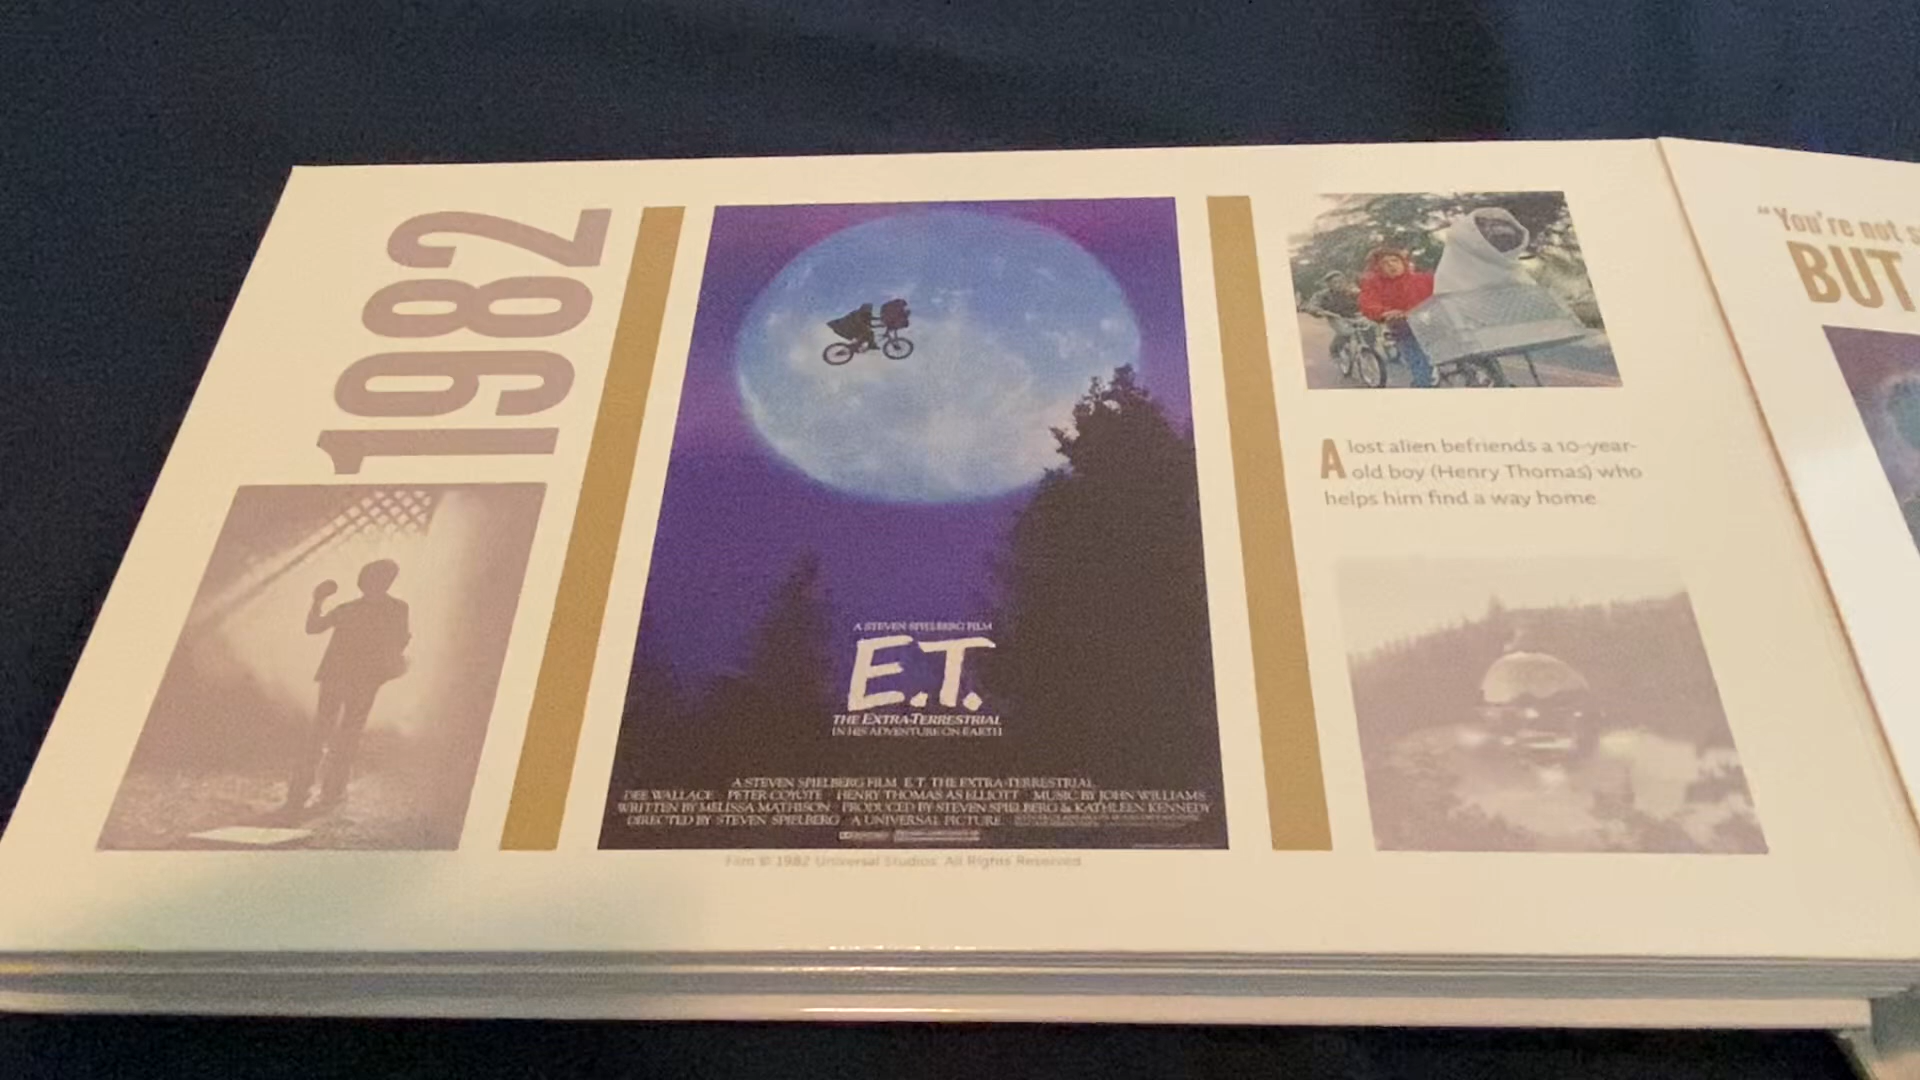 1982
A STEVEN SPIELBERG FILM
E.T.
THE EXTRA-TERRESTRIAL
IN HIS ADVENTURE ON EARTH
A STEVEN SPIELBERG FILM E.T. THE EXTRA-TERRESTRIAL
DEE WALLACE · PETER COYOTE · HENRY THOMAS AS ELLIOTT · MUSIC BY JOHN WILLIAMS
WRITTEN BY MELISSA MATHISON · PRODUCED BY STEVEN SPIELBERG & KATHLEEN KENNEDY
DIRECTED BY STEVEN SPIELBERG A UNIVERSAL PICTURE
Film © 1982 Universal Studios. All Rights Reserved
A lost alien befriends a 10-year-
old boy (Henry Thomas) who
helps him find a way home
“You're not s
BUT